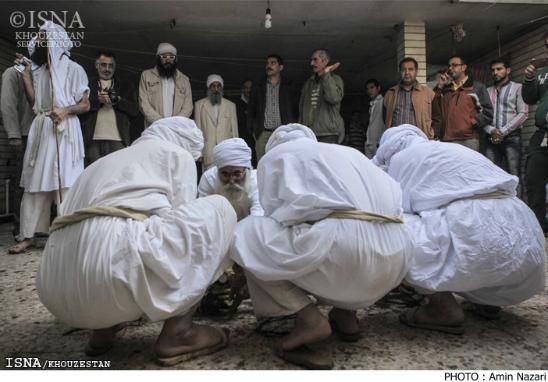 ©ISNA
KHOUZESTAN
SERVICEPHOTO
ISNA/KHOUZESTAN
PHOTO : Amin Nazari